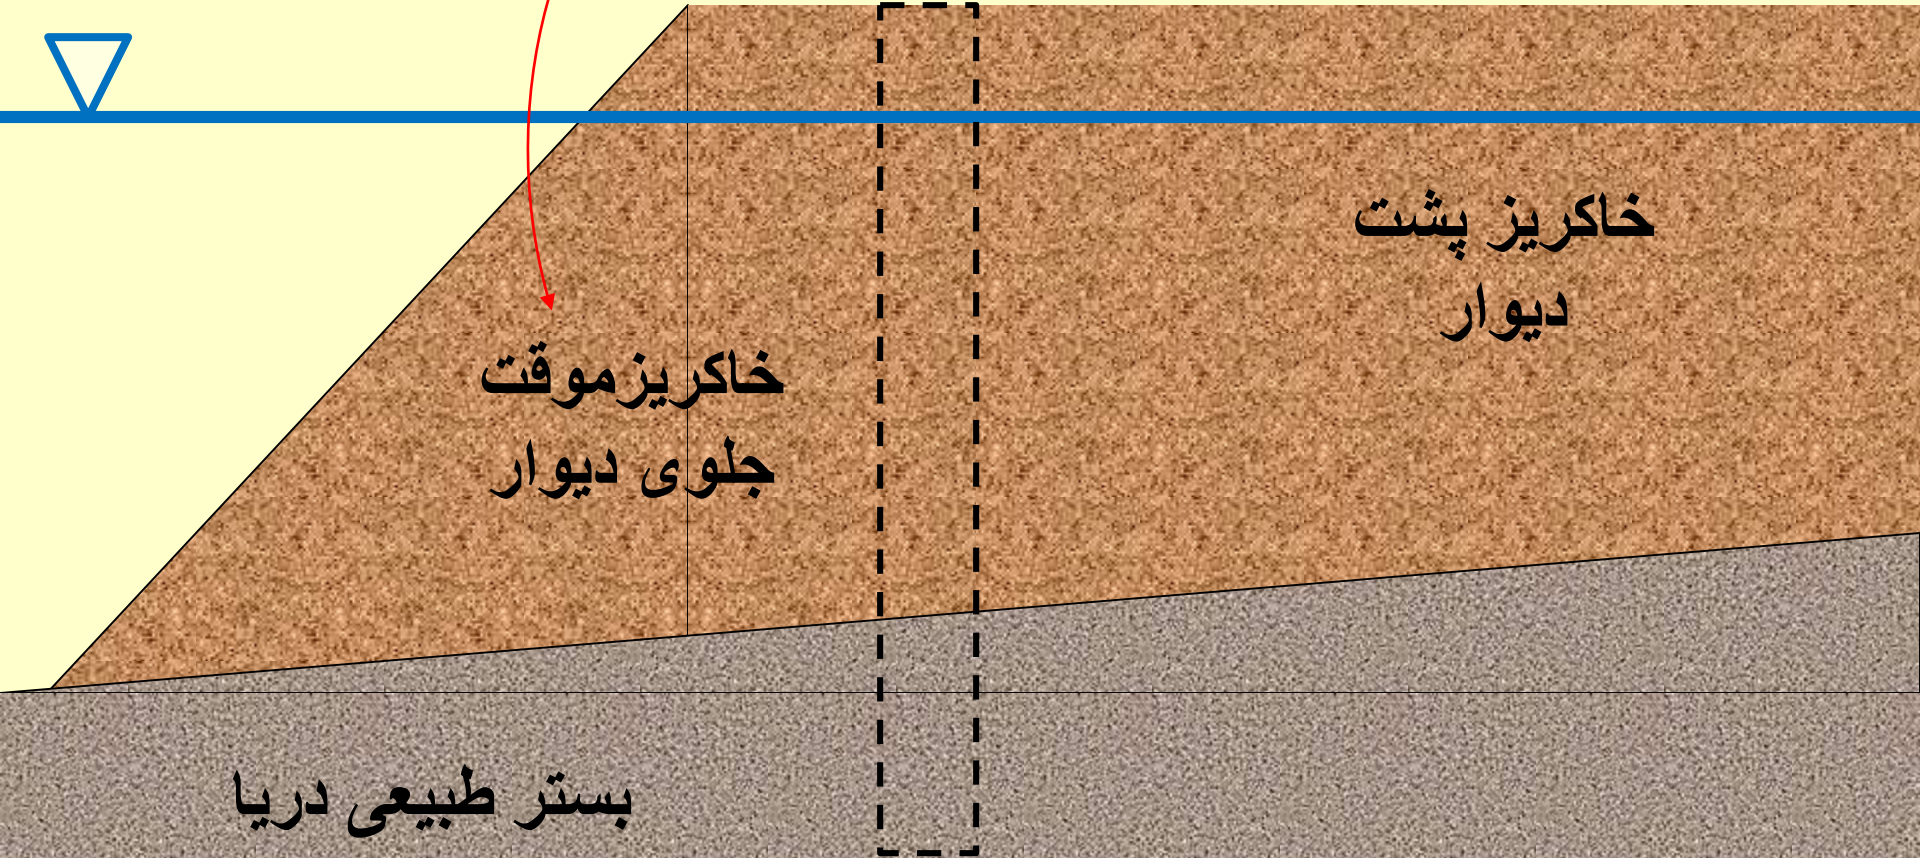 خاکریز پشت
دیوار
خاکریزموقت
جلوی دیوار
بستر طبیعی دریا